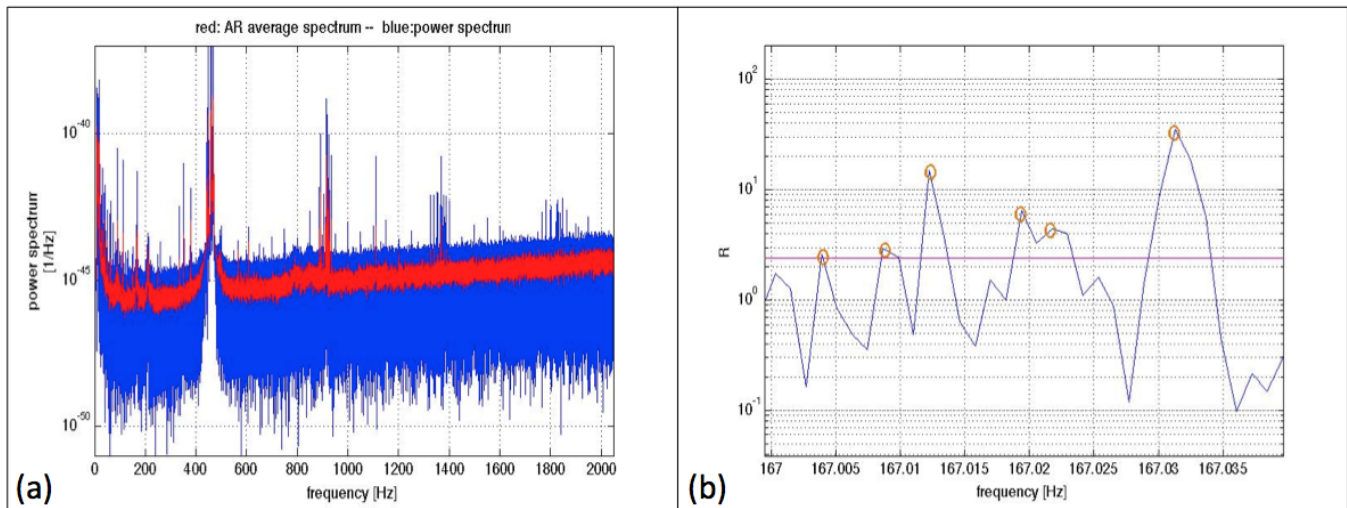 red: AR average spectrum -- blue:power spectrun
power spectrum
[1/Hz]
10^-40
10^-45
10^-50
0 200 400 600 800 1000 1200 1400 1600 1800 2000
frequency [Hz]
(a)
R
10^2
10^1
10^0
10^-1
167 167.005 167.01 167.015 167.02 167.025 167.03 167.035
frequency [Hz]
(b)